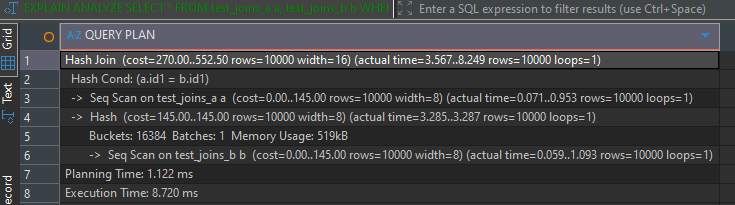 EXPLAIN ANALYZE SELECT * FROM test_joins_a a, test_joins_b b WHE
Enter a SQL expression to filter results (use Ctrl+Space)
Grid
Text
ecord
A-Z QUERY PLAN
1 Hash Join (cost=270.00..552.50 rows=10000 width=16) (actual time=3.567..8.249 rows=10000 loops=1)
2 Hash Cond: (a.id1 = b.id1)
3 -> Seq Scan on test_joins_a a (cost=0.00..145.00 rows=10000 width=8) (actual time=0.071..0.953 rows=10000 loops=1)
4 -> Hash (cost=145.00..145.00 rows=10000 width=8) (actual time=3.285..3.287 rows=10000 loops=1)
5 Buckets: 16384 Batches: 1 Memory Usage: 519kB
6 -> Seq Scan on test_joins_b b (cost=0.00..145.00 rows=10000 width=8) (actual time=0.059..1.093 rows=10000 loops=1)
7 Planning Time: 1.122 ms
8 Execution Time: 8.720 ms